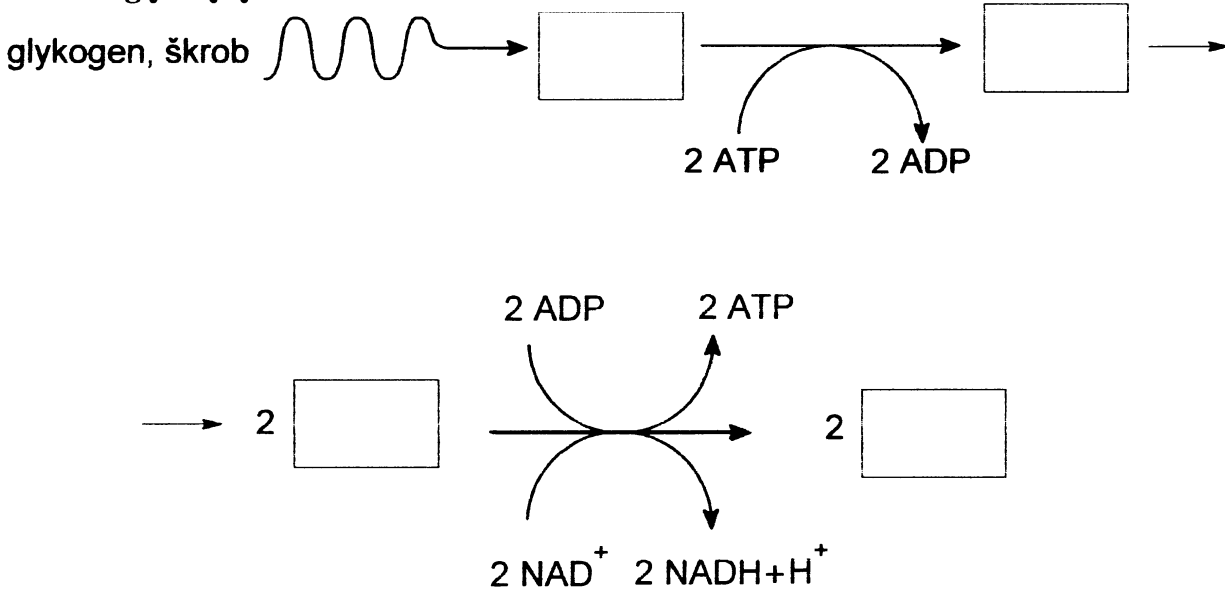 glykogen, škrob
2 ATP 2 ADP
2 ADP 2 ATP
2 2
2 NAD+ 2 NADH+H+